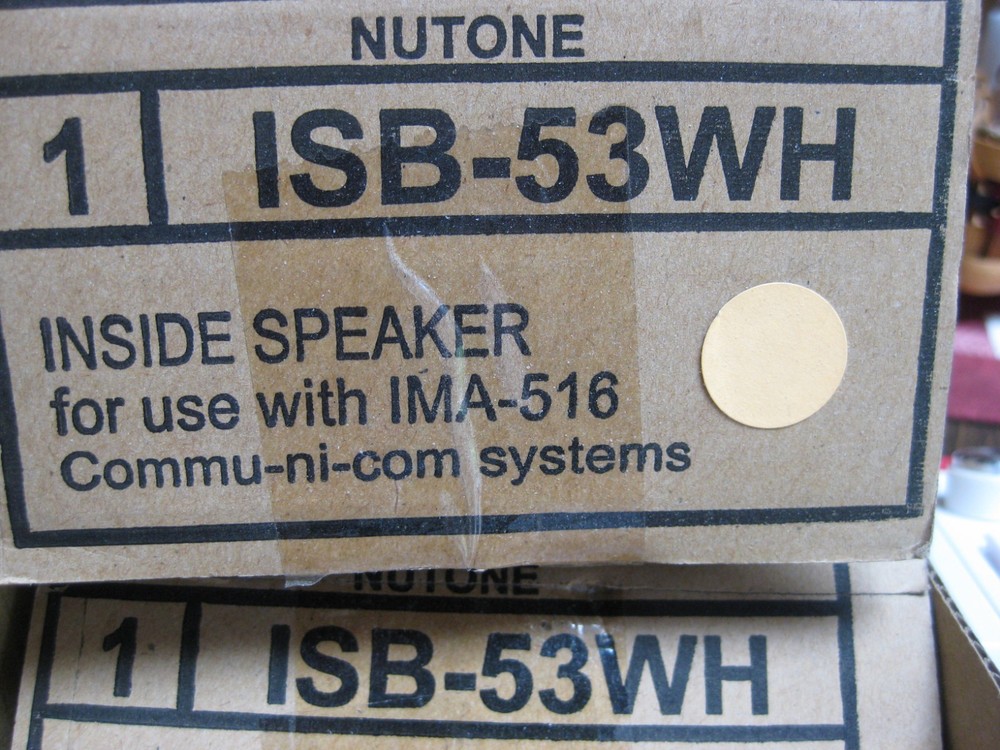 NUTONE
1 ISB-53WH
INSIDE SPEAKER
for use with IMA-516
Commu-ni-com systems
NUTONE
1 ISB-53WH